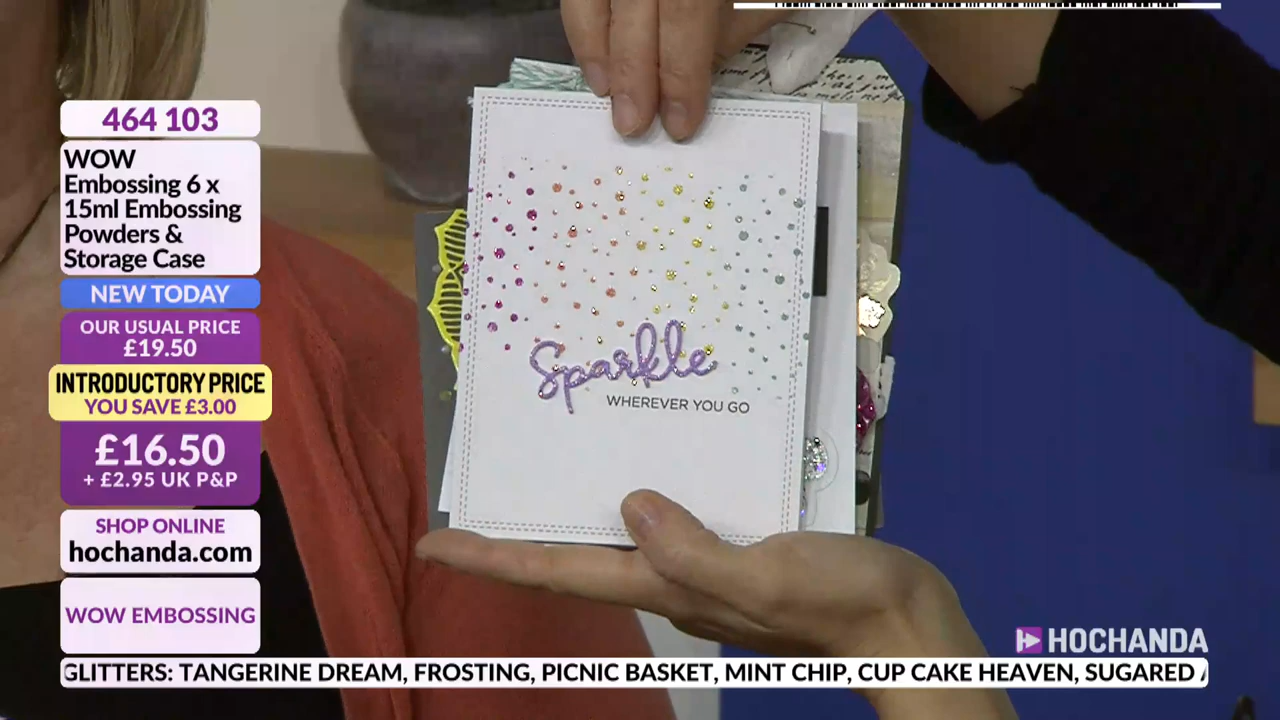 464 103
WOW
Embossing 6 x
15ml Embossing
Powders &
Storage Case
NEW TODAY
OUR USUAL PRICE
£19.50
INTRODUCTORY PRICE
YOU SAVE £3.00
£16.50
+ £2.95 UK P&P
SHOP ONLINE
hochanda.com
WOW EMBOSSING
Sparkle
WHEREVER YOU GO
HOCHANDA
GLITTERS: TANGERINE DREAM, FROSTING, PICNIC BASKET, MINT CHIP, CUP CAKE HEAVEN, SUGARED